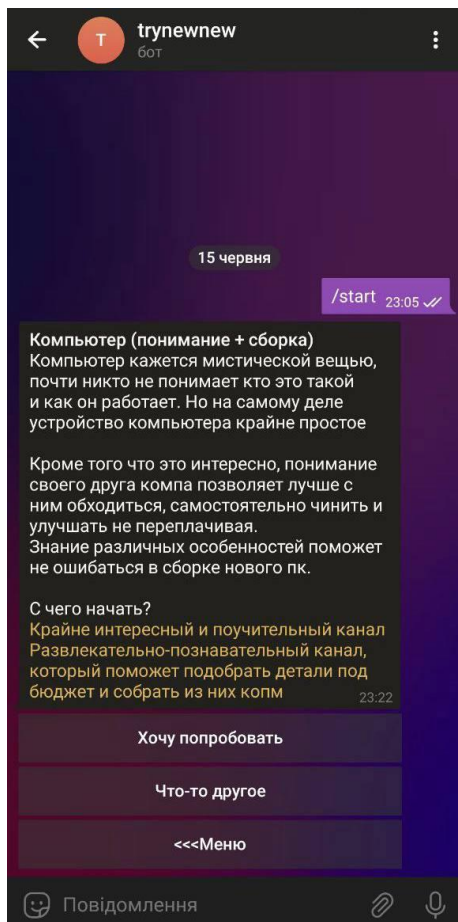 trynewnew
Т
бот
15 червня
/start 23:05
Компьютер (понимание + сборка)
Компьютер кажется мистической вещью,
почти никто не понимает кто это такой
и как он работает. Но на самом деле
устройство компьютера крайне простое
Кроме того что это интересно, понимание
своего друга компа позволяет лучше с
ним обходиться, самостоятельно чинить и
улучшать не переплачивая.
Знание различных особенностей поможет
не ошибаться в сборке нового пк.
С чего начать?
Крайне интересный и поучительный канал
Развлекательно-познавательный канал,
который поможет подобрать детали под
бюджет и собрать из них копм
23:22
Хочу попробовать
Что-то другое
<<<Меню
Повідомлення